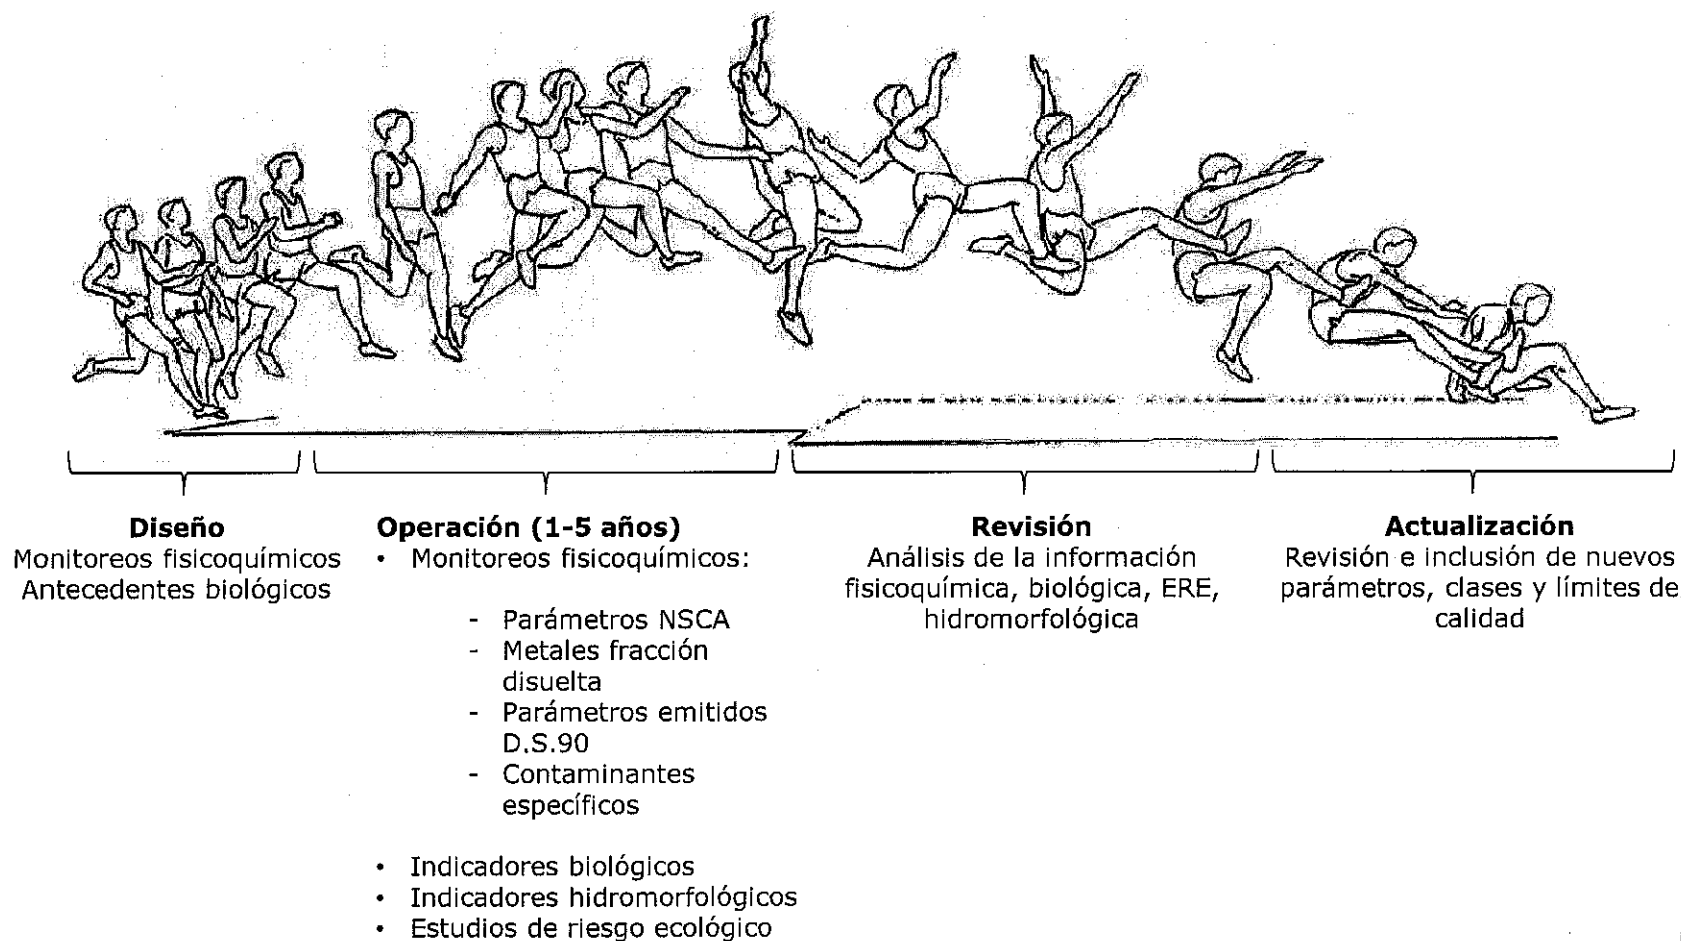 Diseño
Monitoreos fisicoquímicos
Antecedentes biológicos
Operación (1-5 años)
• Monitoreos fisicoquímicos:
- Parámetros NSCA
- Metales fracción
disuelta
- Parámetros emitidos
D.S.90
- Contaminantes
específicos
• Indicadores biológicos
• Indicadores hidromorfológicos
• Estudios de riesgo ecológico
Revisión
Análisis de la información
fisicoquímica, biológica, ERE,
hidromorfológica
Actualización
Revisión e inclusión de nuevos
parámetros, clases y límites de
calidad